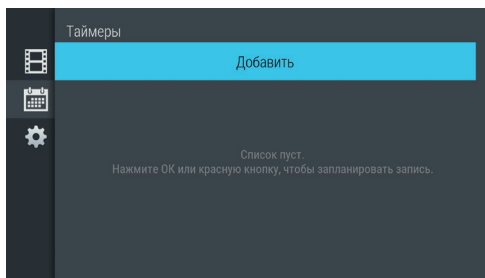 Таймеры
Добавить
Список пуст.
Нажмите ОК или красную кнопку, чтобы запланировать запись.